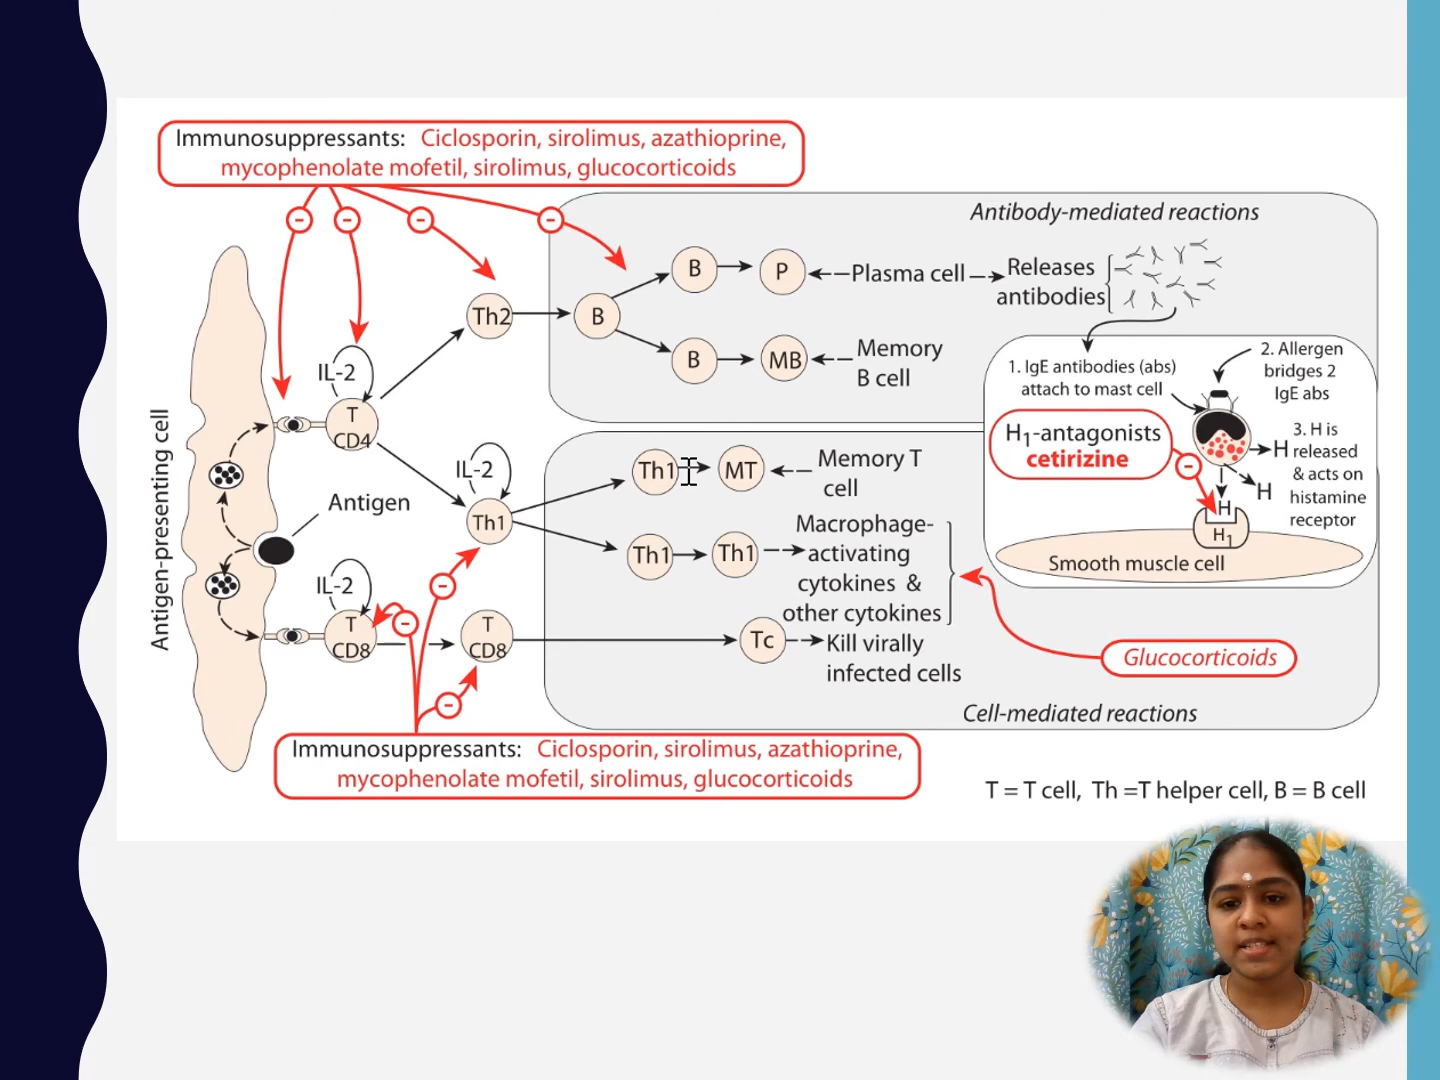 Immunosuppressants: Ciclosporin, sirolimus, azathioprine,
mycophenolate mofetil, sirolimus, glucocorticoids
Antibody-mediated reactions
B
P
Plasma cell
Releases
antibodies
Th2
B
B
MB
Memory
B cell
IL-2
T
CD4
1. IgE antibodies (abs)
attach to mast cell
2. Allergen
bridges 2
IgE abs
H1-antagonists
cetirizine
3. H is
released
& acts on
histamine
receptor
H
H
H
H1
Smooth muscle cell
Antigen-presenting cell
Antigen
IL-2
Th1
Th1
MT
Memory T
cell
Th1
Th1
Macrophage-
activating
cytokines &
other cytokines
IL-2
T
CD8
T
CD8
Tc
Kill virally
infected cells
Glucocorticoids
Cell-mediated reactions
Immunosuppressants: Ciclosporin, sirolimus, azathioprine,
mycophenolate mofetil, sirolimus, glucocorticoids
T = T cell, Th =T helper cell, B = B cell